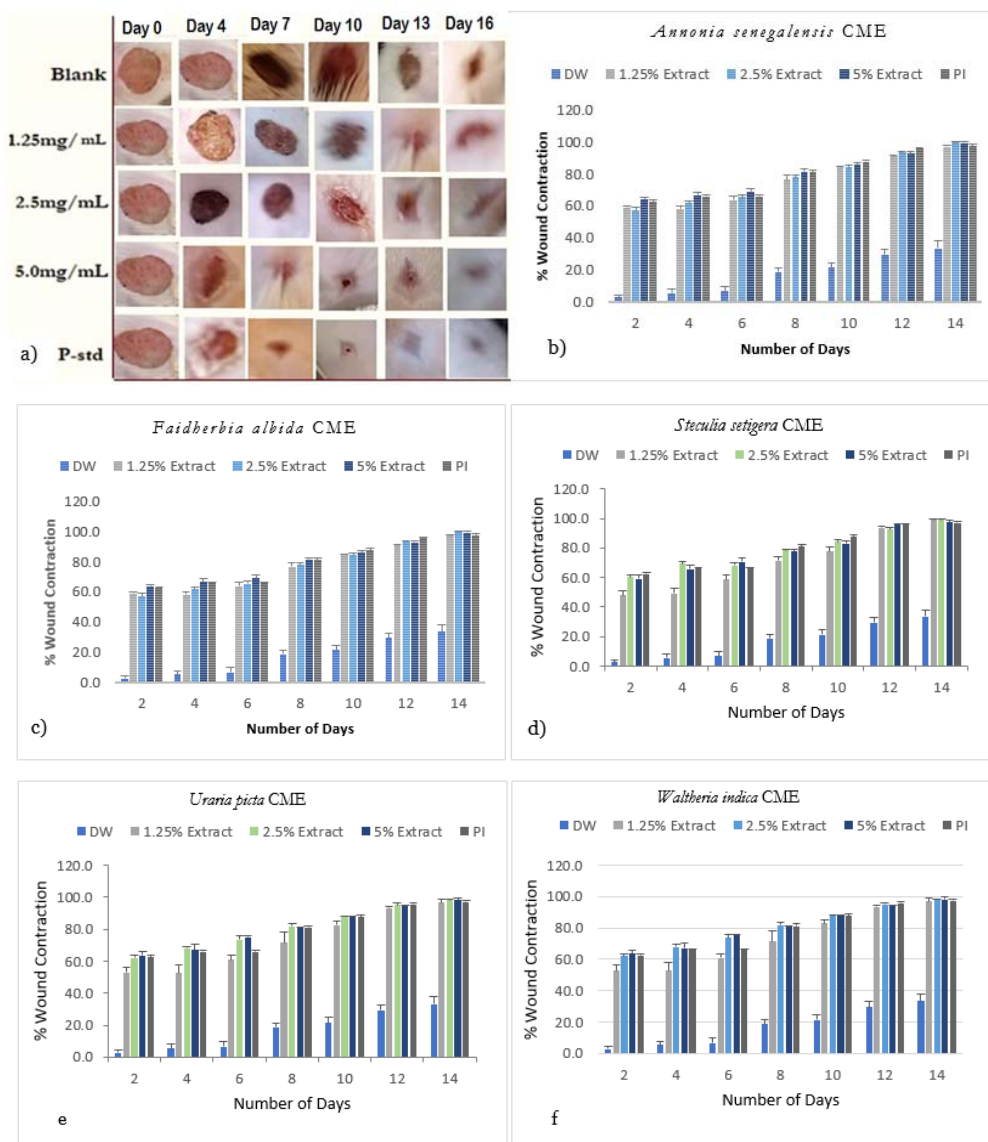 Day 0 Day 4 Day 7 Day 10 Day 13 Day 16
Blank
1.25mg/mL
2.5mg/mL
5.0mg/mL
P-std
a)
Annonia senegalensis CME
DW 1.25% Extract 2.5% Extract 5% Extract PI
% Wound Contraction
120.0
100.0
80.0
60.0
40.0
20.0
0.0
2 4 6 8 10 12 14
Number of Days
b)
Faidherbia albida CME
DW 1.25% Extract 2.5% Extract 5% Extract PI
% Wound Contraction
120.0
100.0
80.0
60.0
40.0
20.0
0.0
2 4 6 8 10 12 14
Number of Days
c)
Steculia setigera CME
DW 1.25% Extract 2.5% Extract 5% Extract PI
% Wound Contraction
120.0
100.0
80.0
60.0
40.0
20.0
0.0
2 4 6 8 10 12 14
Number of Days
d)
Uraria picta CME
DW 1.25% Extract 2.5% Extract 5% Extract PI
% Wound Contraction
120.0
100.0
80.0
60.0
40.0
20.0
0.0
2 4 6 8 10 12 14
Number of Days
e
Waltheria indica CME
DW 1.25% Extract 2.5% Extract 5% Extract PI
% Wound Contraction
120.0
100.0
80.0
60.0
40.0
20.0
0.0
2 4 6 8 10 12 14
Number of Days
f